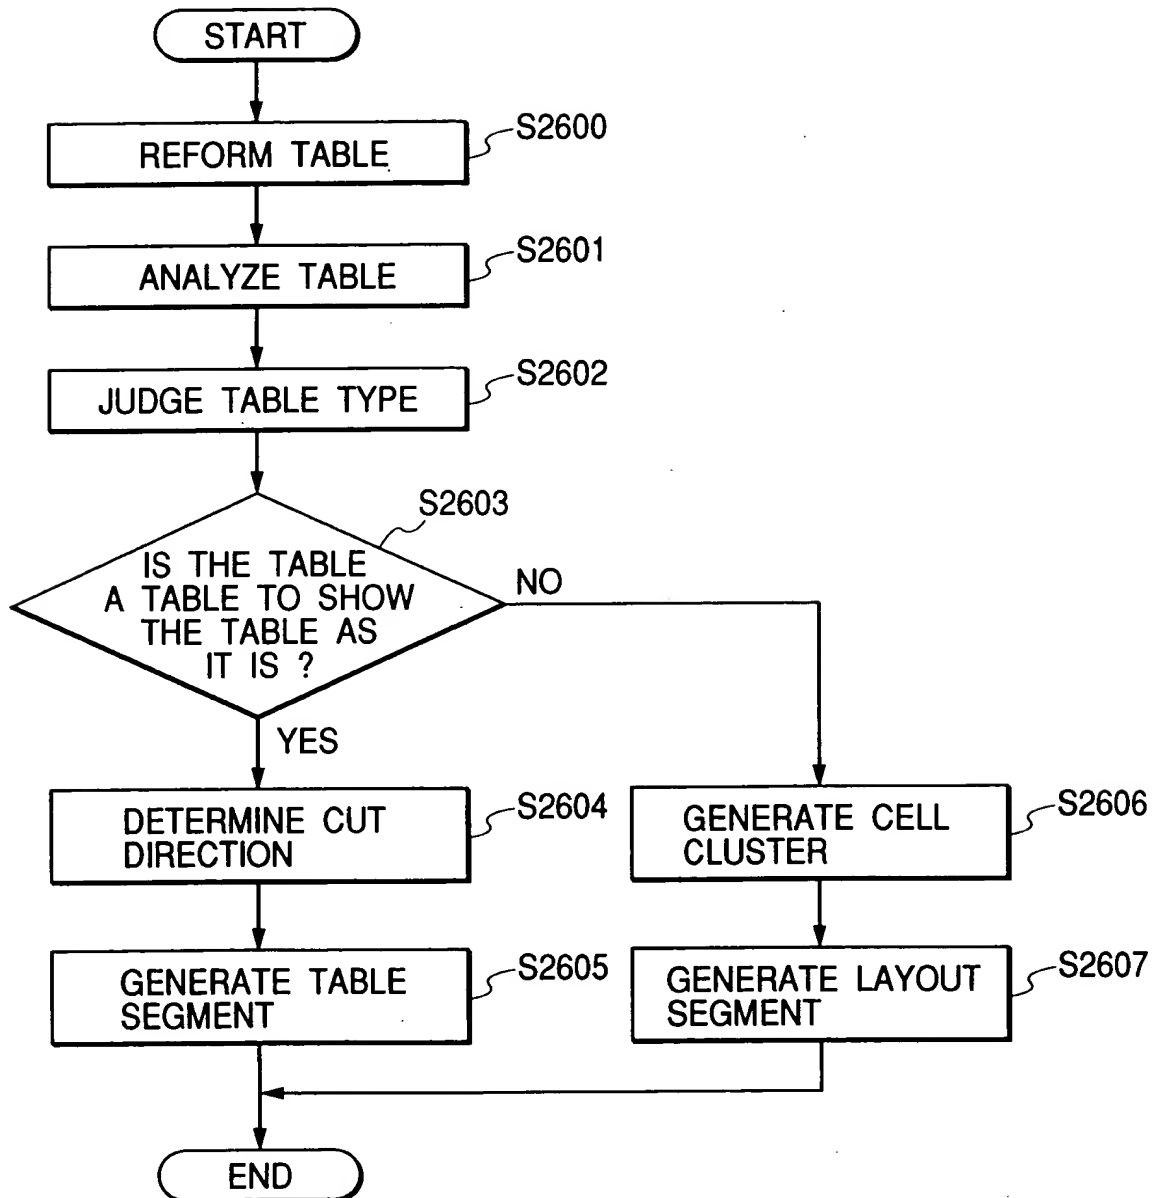 START
REFORM TABLE
S2600
ANALYZE TABLE
S2601
JUDGE TABLE TYPE
S2602
S2603
IS THE TABLE
A TABLE TO SHOW
THE TABLE AS
IT IS ?
NO
YES
DETERMINE CUT
DIRECTION
S2604
GENERATE CELL
CLUSTER
S2606
GENERATE TABLE
SEGMENT
S2605
GENERATE LAYOUT
SEGMENT
S2607
END